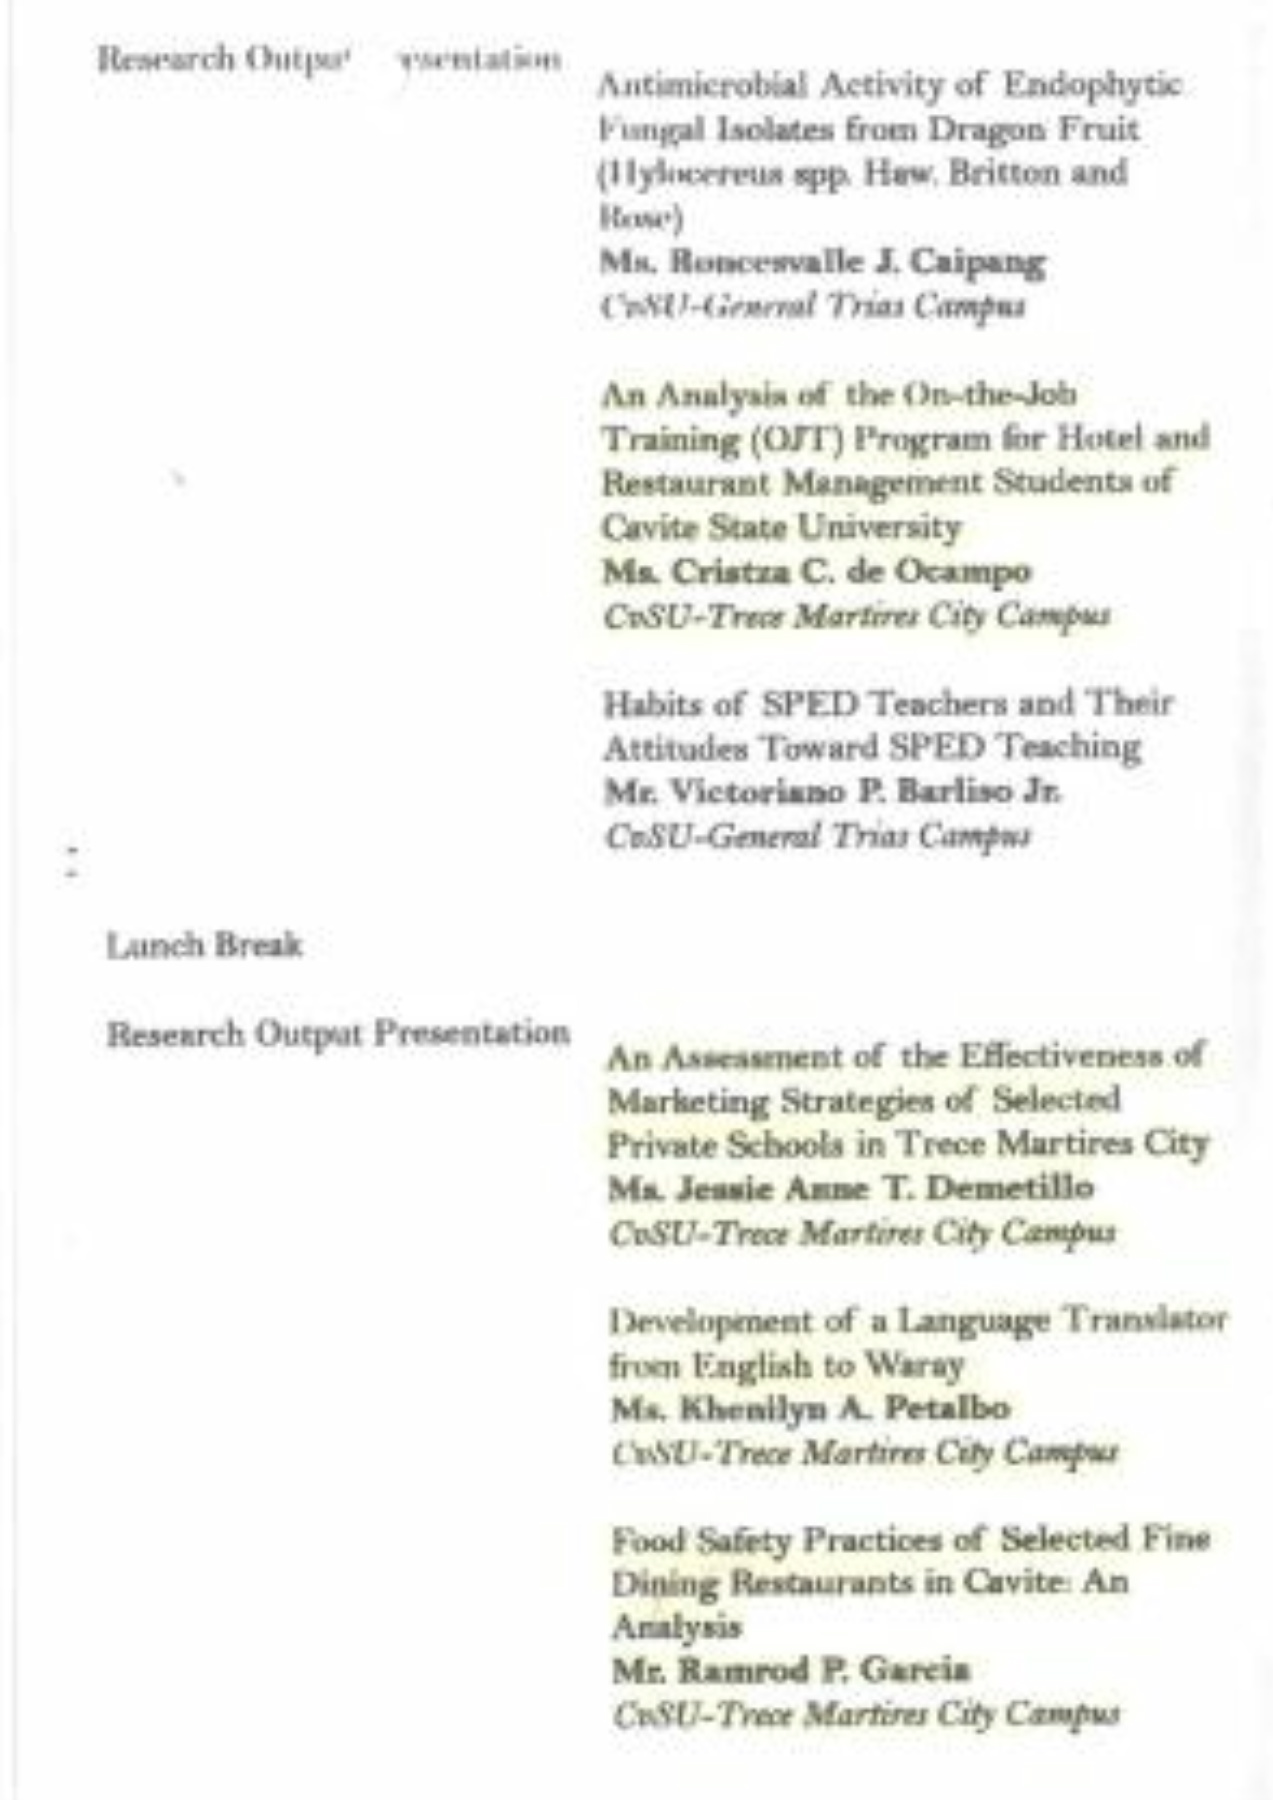 Research Output Presentation
Antimicrobial Activity of Endophytic
Fungal Isolates from Dragon Fruit
(Hylocereus spp. Haw. Britton and
Rose)
Ms. Roncesvalle J. Caipang
CvSU-General Trias Campus
An Analysis of the On-the-Job
Training (OJT) Program for Hotel and
Restaurant Management Students of
Cavite State University
Ms. Cristza C. de Ocampo
CvSU-Trece Martires City Campus
Habits of SPED Teachers and Their
Attitudes Toward SPED Teaching
Mr. Victoriano P. Barliso Jr.
CvSU-General Trias Campus
Lunch Break
Research Output Presentation
An Assessment of the Effectiveness of
Marketing Strategies of Selected
Private Schools in Trece Martires City
Ms. Jessie Anne T. Demetillo
CvSU-Trece Martires City Campus
Development of a Language Translator
from English to Waray
Ms. Khenilyn A. Petalbo
CvSU-Trece Martires City Campus
Food Safety Practices of Selected Fine
Dining Restaurants in Cavite: An
Analysis
Mr. Ramrod P. Garcia
CvSU-Trece Martires City Campus